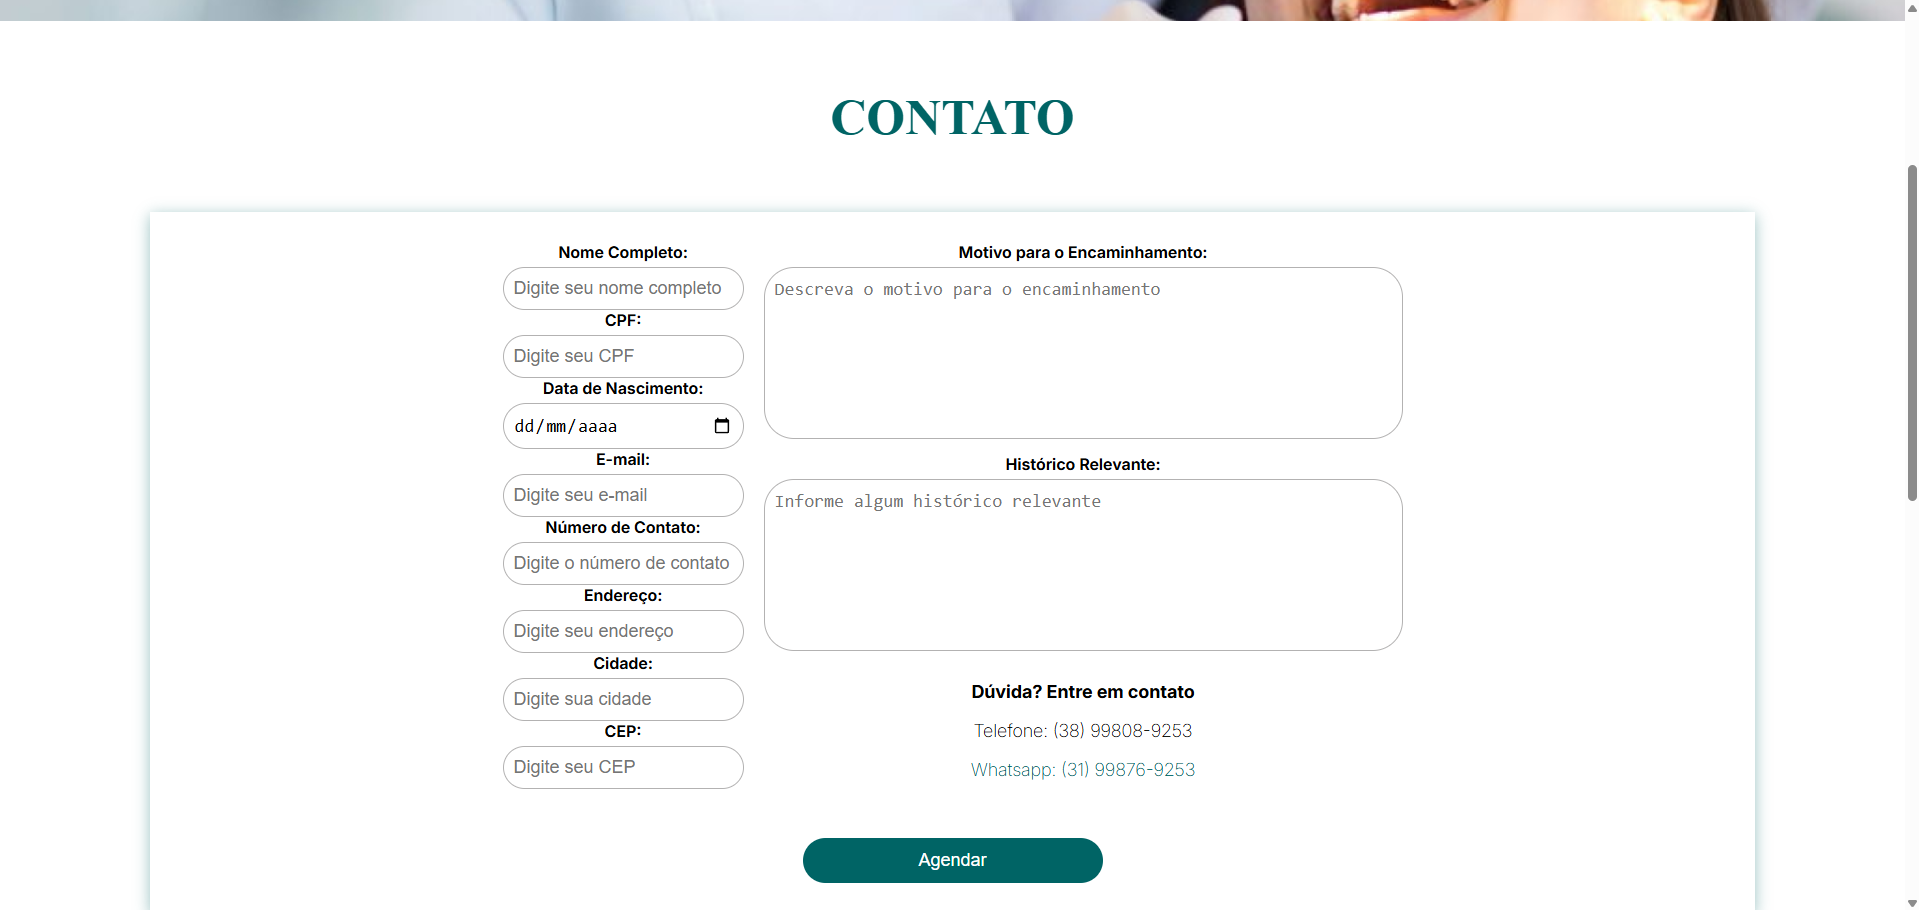 CONTATO
Nome Completo:
Digite seu nome completo
CPF:
Digite seu CPF
Data de Nascimento:
dd/mm/aaaa
E-mail:
Digite seu e-mail
Número de Contato:
Digite o número de contato
Endereço:
Digite seu endereço
Cidade:
Digite sua cidade
CEP:
Digite seu CEP
Motivo para o Encaminhamento:
Descreva o motivo para o encaminhamento
Histórico Relevante:
Informe algum histórico relevante
Dúvida? Entre em contato
Telefone: (38) 99808-9253
Whatsapp: (31) 99876-9253
Agendar